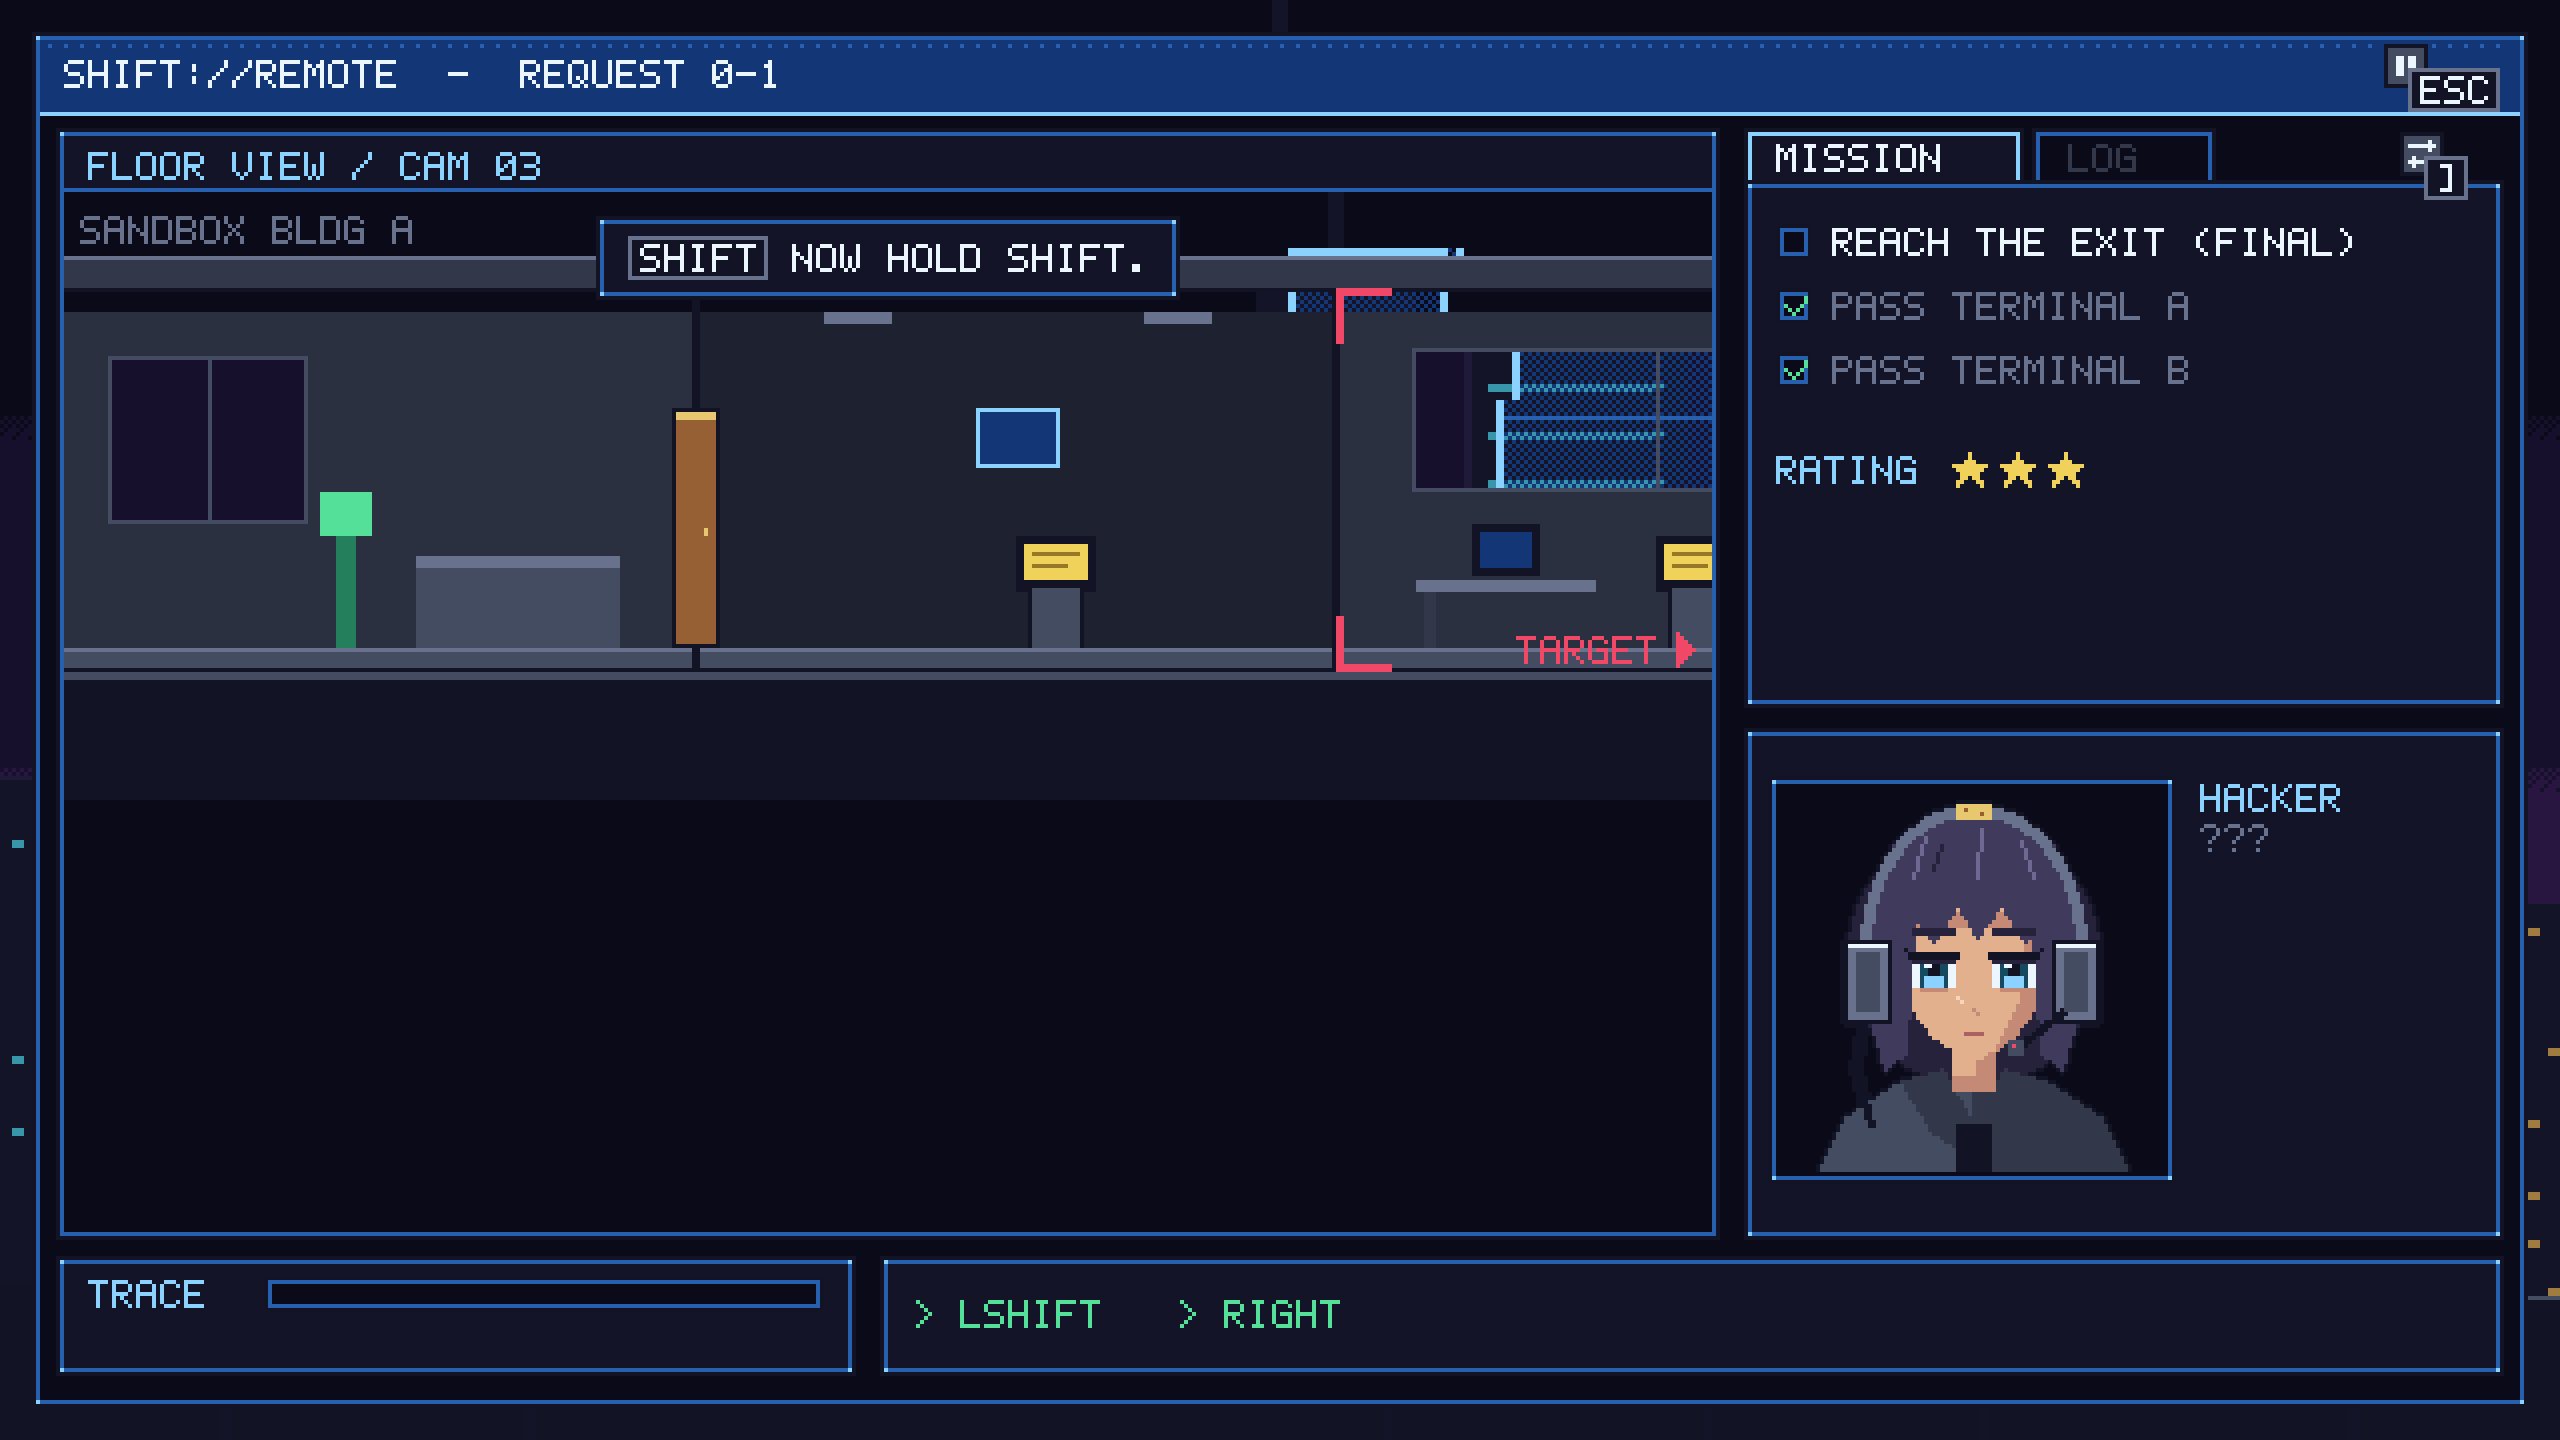 SHIFT://REMOTE - REQUEST 0-1
ESC
FLOOR VIEW / CAM 03
MISSION
LOG
]
SANDBOX BLDG A
SHIFT NOW HOLD SHIFT.
REACH THE EXIT (FINAL)
PASS TERMINAL A
PASS TERMINAL B
RATING
TARGET
HACKER
???
TRACE
> LSHIFT > RIGHT